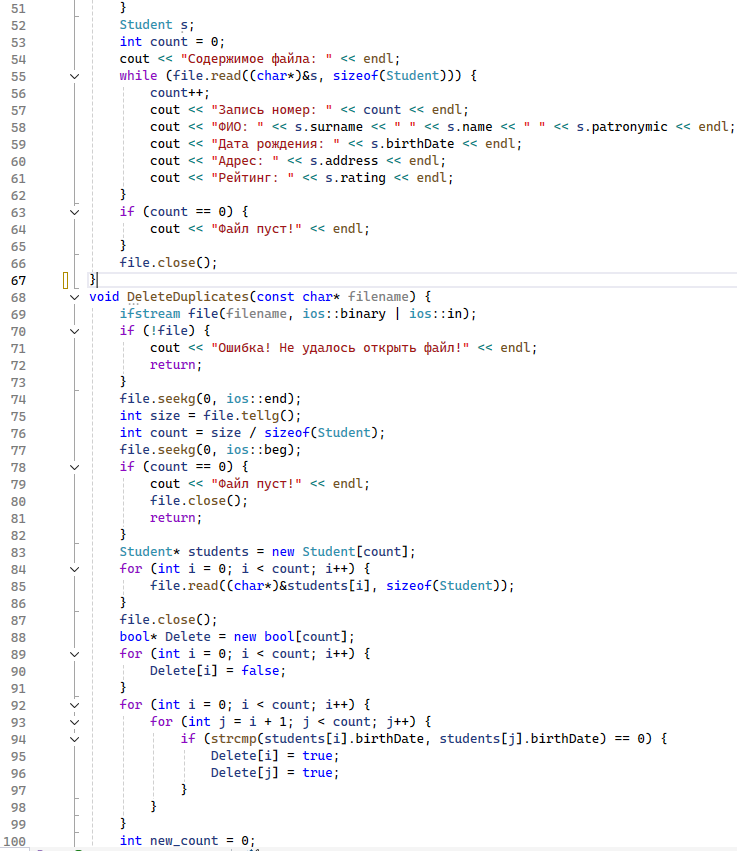 51 }
52 Student s;
53 int count = 0;
54 cout << "Содержимое файла: " << endl;
55 while (file.read((char*)&s, sizeof(Student))) {
56 count++;
57 cout << "Запись номер: " << count << endl;
58 cout << "ФИО: " << s.surname << " " << s.name << " " << s.patronymic << endl;
59 cout << "Дата рождения: " << s.birthDate << endl;
60 cout << "Адрес: " << s.address << endl;
61 cout << "Рейтинг: " << s.rating << endl;
62 }
63 if (count == 0) {
64 cout << "Файл пуст!" << endl;
65 }
66 file.close();
67 }
68 void DeleteDuplicates(const char* filename) {
69 ifstream file(filename, ios::binary | ios::in);
70 if (!file) {
71 cout << "Ошибка! Не удалось открыть файл!" << endl;
72 return;
73 }
74 file.seekg(0, ios::end);
75 int size = file.tellg();
76 int count = size / sizeof(Student);
77 file.seekg(0, ios::beg);
78 if (count == 0) {
79 cout << "Файл пуст!" << endl;
80 file.close();
81 return;
82 }
83 Student* students = new Student[count];
84 for (int i = 0; i < count; i++) {
85 file.read((char*)&students[i], sizeof(Student));
86 }
87 file.close();
88 bool* Delete = new bool[count];
89 for (int i = 0; i < count; i++) {
90 Delete[i] = false;
91 }
92 for (int i = 0; i < count; i++) {
93 for (int j = i + 1; j < count; j++) {
94 if (strcmp(students[i].birthDate, students[j].birthDate) == 0) {
95 Delete[i] = true;
96 Delete[j] = true;
97 }
98 }
99 }
100 int new_count = 0;